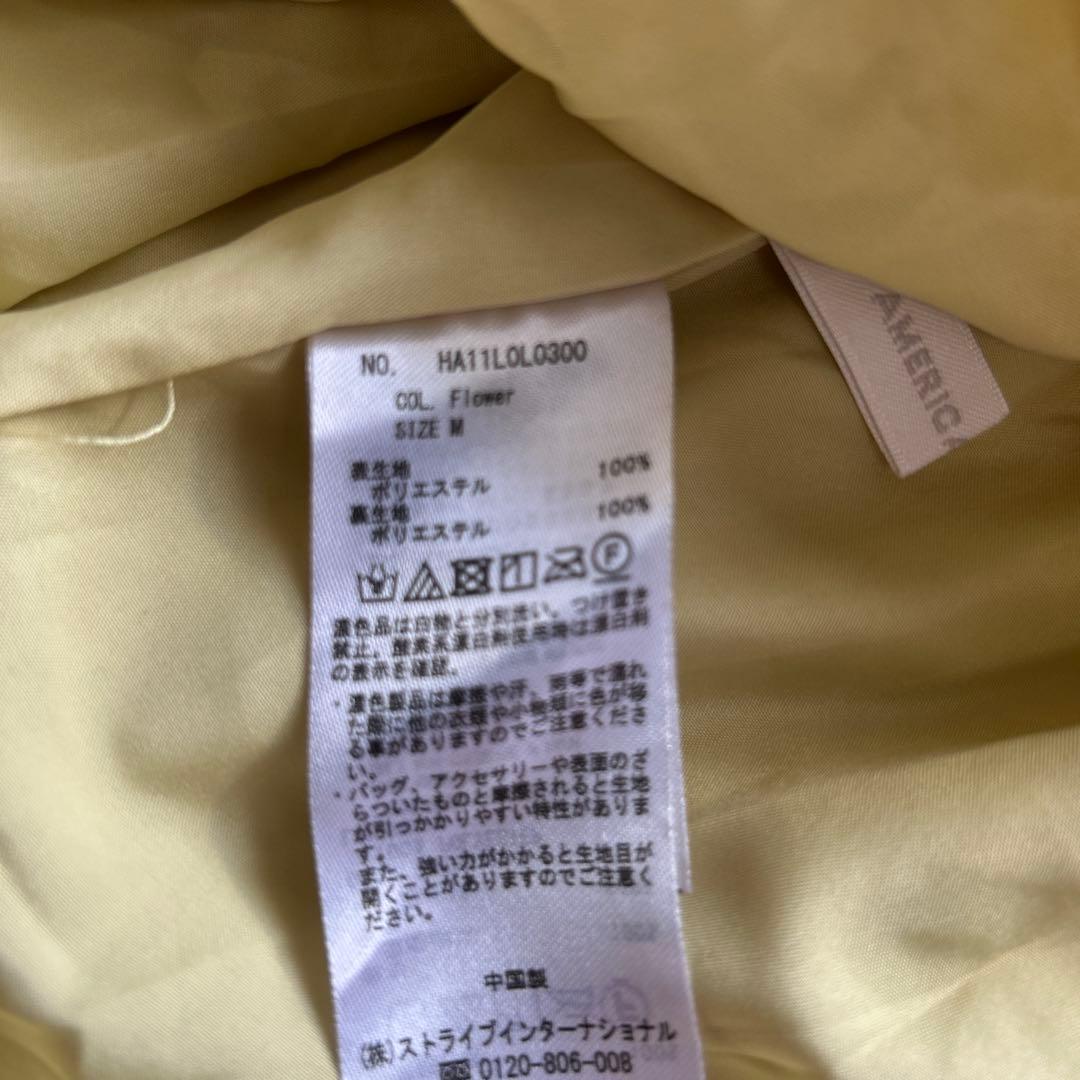 NO. HA11L0L0300
COL. Flower
SIZE M
表生地 100%
ポリエステル
裏生地 100%
ポリエステル
F
濃色品は白物と分別洗い。つけ置き
禁止。酸素系漂白剤使用時は漂白剤
の表示を確認。
・濃色製品は摩擦や汗、雨等で濡れ
た際に他の衣類や小物類に色が移
る事がありますのでご注意くださ
い。
・バッグ、アクセサリーや表面のざ
らついたものと摩擦されると生地
が引っかかりやすい特性がありま
す。
また、強い力がかかると生地目が
開くことがありますのでご注意く
ださい。
中国製
(株)ストライプインターナショナル
0120-806-008
AMERICA